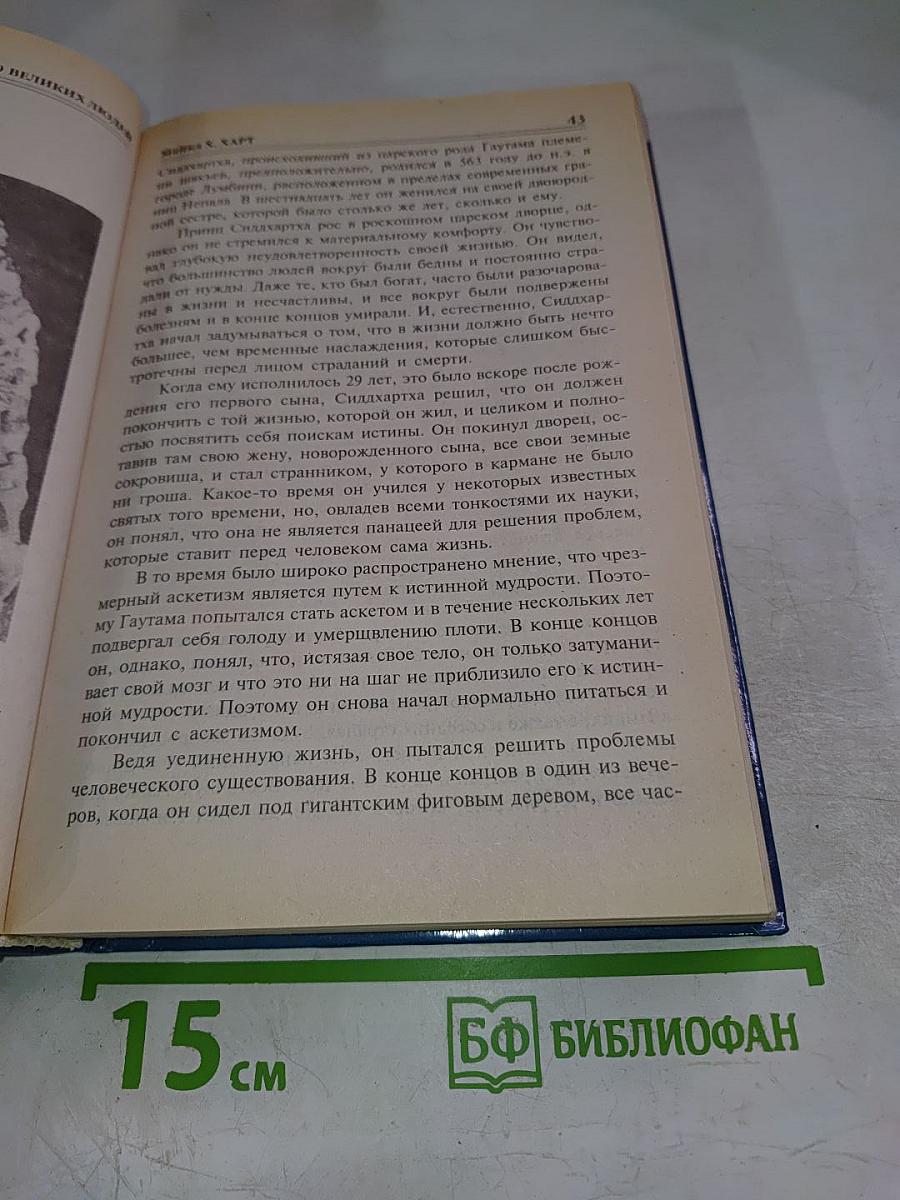 О ВЕЛИКИХ ЛЮДЕЙ
МАЙКЛ Х. ХАРТ 43
Сиддхартха, происходивший из царского рода Гаутами племе-
ни шакьев, предположительно, родился в 563 году до н.э. в
городе Лумбини, расположенном в пределах современных гра-
ниц Непала. В шестнадцать лет он женился на своей двоюрод-
ной сестре, которой было столько же лет, сколько и ему.
Принц Сиддхартха рос в роскошном царском дворце, од-
нако он не стремился к материальному комфорту. Он чувство-
вал глубокую неудовлетворенность своей жизнью. Он видел,
что большинство людей вокруг были бедны и постоянно стра-
дали от нужды. Даже те, кто был богат, часто были разочарова-
ны в жизни и несчастливы, и все вокруг были подвержены
болезням и в конце концов умирали. И, естественно, Сиддхар-
тха начал задумываться о том, что в жизни должно быть нечто
большее, чем временные наслаждения, которые слишком быс-
тротечны перед лицом страданий и смерти.
Когда ему исполнилось 29 лет, это было вскоре после рож-
дения его первого сына, Сиддхартха решил, что он должен
покончить с той жизнью, которой он жил, и целиком и полно-
стью посвятить себя поискам истины. Он покинул дворец, ос-
тавив там свою жену, новорожденного сына, все свои земные
сокровища, и стал странником, у которого в кармане не было
ни гроша. Какое-то время он учился у некоторых известных
святых того времени, но, овладев всеми тонкостями их науки,
он понял, что она не является панацеей для решения проблем,
которые ставит перед человеком сама жизнь.
В то время было широко распространено мнение, что чрез-
мерный аскетизм является путем к истинной мудрости. Поэто-
му Гаутама попытался стать аскетом и в течение нескольких лет
подвергал себя голоду и умерщвлению плоти. В конце концов
он, однако, понял, что, истязая свое тело, он только затумани-
вает свой мозг и что это ни на шаг не приблизило его к истин-
ной мудрости. Поэтому он снова начал нормально питаться и
покончил с аскетизмом.
Ведя уединенную жизнь, он пытался решить проблемы
человеческого существования. В конце концов в один из вече-
ров, когда он сидел под гигантским фиговым деревом, все час-
15 см
БФ БИБЛИОФАН